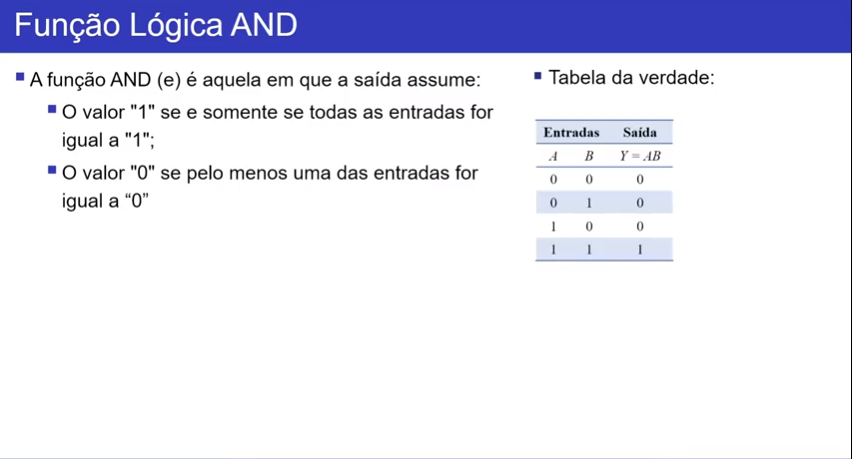 Função Lógica AND
■ A função AND (e) é aquela em que a saída assume:
■ O valor "1" se e somente se todas as entradas for
igual a "1";
■ O valor "0" se pelo menos uma das entradas for
igual a “0”
■ Tabela da verdade:
Entradas Saída
A B Y = AB
0 0 0
0 1 0
1 0 0
1 1 1